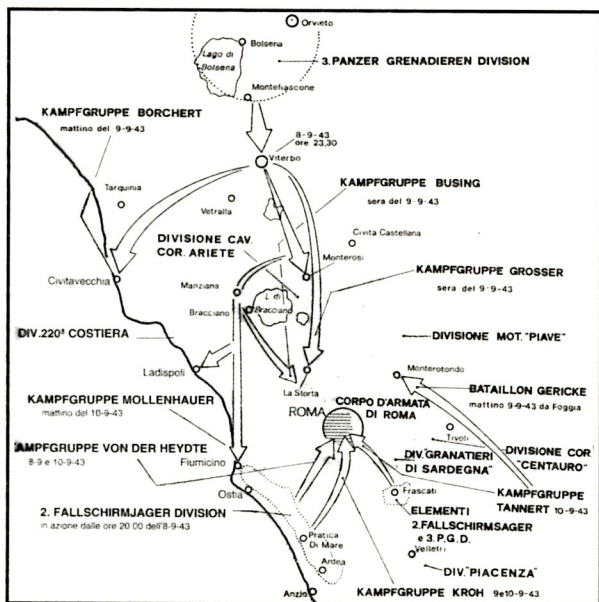 Orvieto
Bolsena
Lago di
Bolsena
3. PANZER GRENADIEREN DIVISION
Montefiascone
KAMPFGRUPPE BORCHERT
mattino del 9-9-43
8-9-43
ore 23,30
Viterbo
Tarquinia
Vetralla
KAMPFGRUPPE BUSING
sera del 9-9-43
DIVISIONE CAV.
COR. ARIETE
Civita Castellana
Civitavecchia
Manziana
Monterosi
KAMPFGRUPPE GROSSER
sera del 9-9-43
L. di
Bracciano
Bracciano
DIV. 220ª COSTIERA
DIVISIONE MOT. "PIAVE"
Ladispoli
La Storta
Monterotondo
BATAILLON GERICKE
mattino 9-9-43 da Foggia
KAMPFGRUPPE MOLLENHAUER
mattino del 10-9-43
ROMA
CORPO D'ARMATA
DI ROMA
Tivoli
AMPFGRUPPE VON DER HEYDTE
8-9 e 10-9-43
DIV. "GRANATIERI
DI SARDEGNA"
DIVISIONE COR
"CENTAURO"
Fiumicino
Ostia
Frascati
KAMPFGRUPPE
TANNERT 10-9-43
2. FALLSCHIRMJAGER DIVISION
in azione dalle ore 20 00 dell'8-9-43
ELEMENTI
2. FALLSCHIRMSAGER
e 3. P.G.D.
Pratica
Di Mare
Velletri
Ardea
DIV. "PIACENZA"
Anzio
KAMPFGRUPPE KROH 9e10-9-43